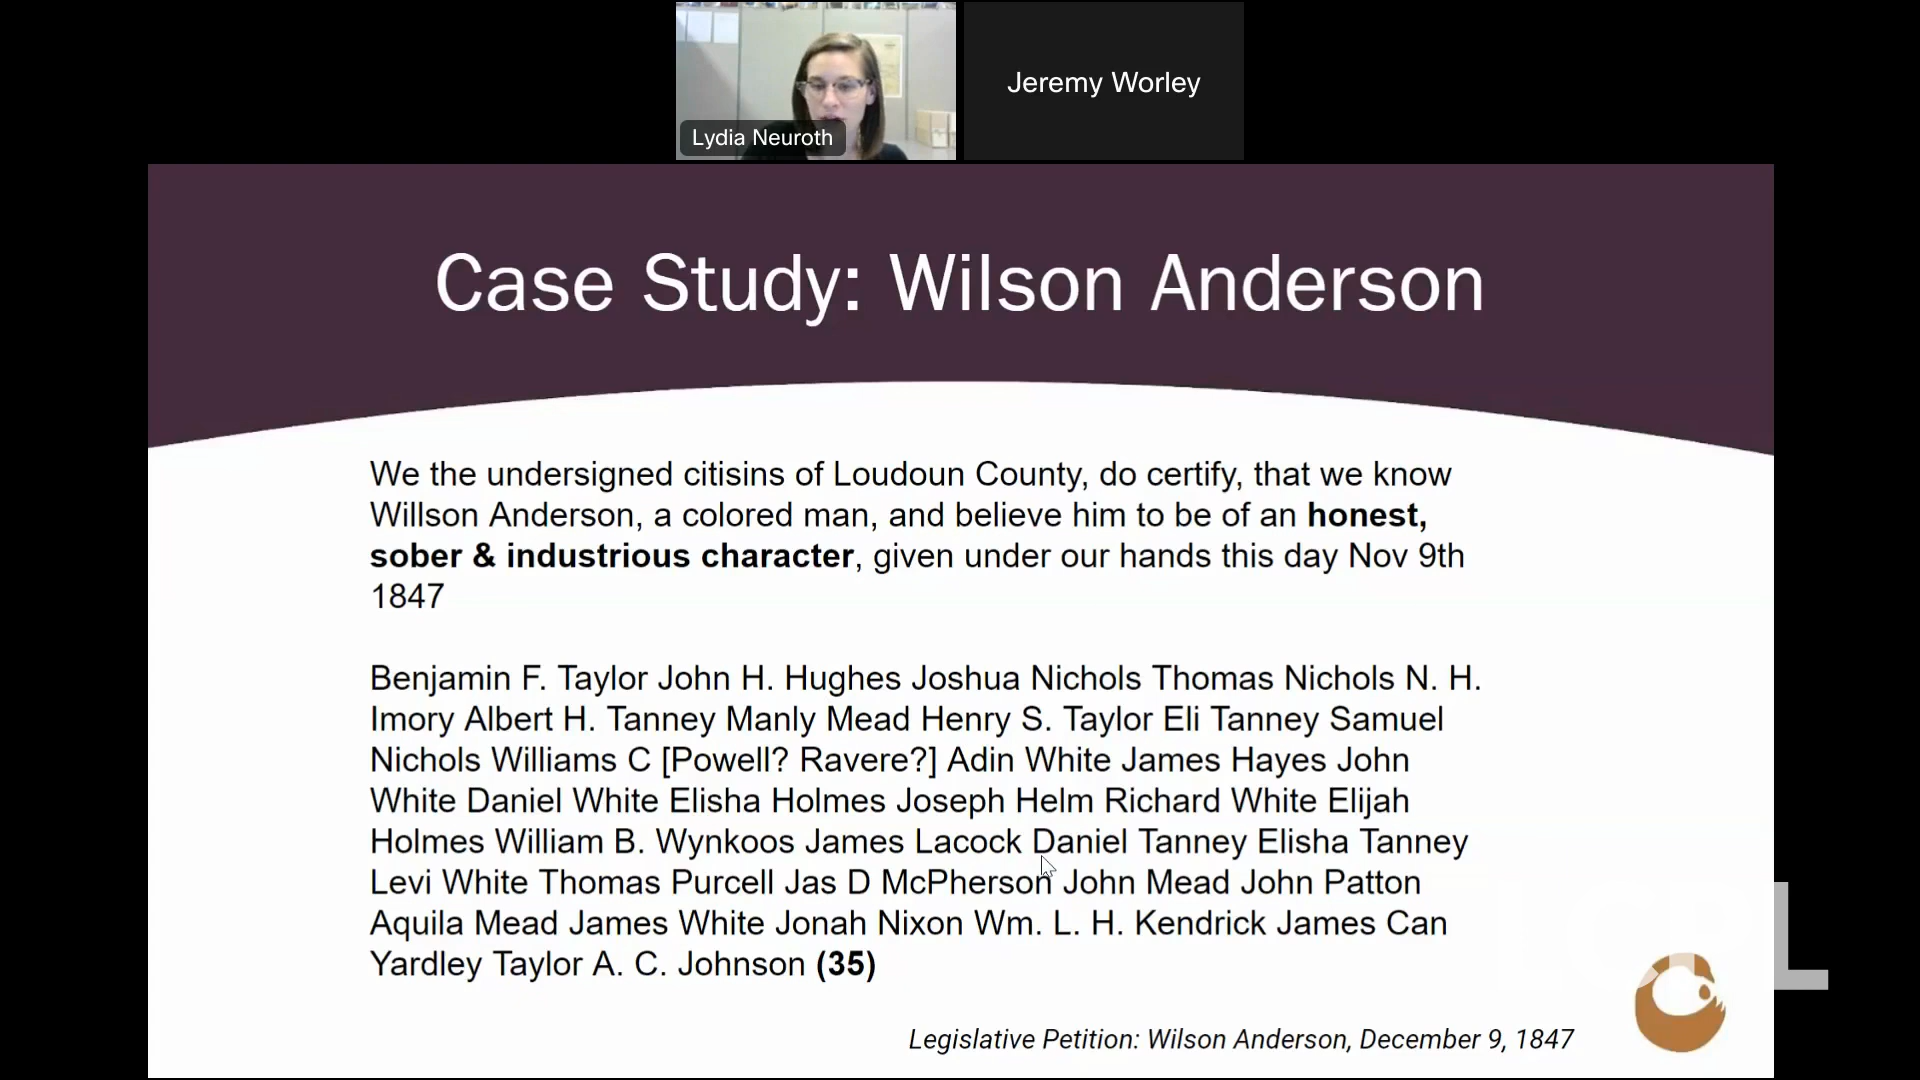 Lydia Neuroth
Jeremy Worley
Case Study: Wilson Anderson
We the undersigned citisins of Loudoun County, do certify, that we know
Willson Anderson, a colored man, and believe him to be of an honest,
sober & industrious character, given under our hands this day Nov 9th
1847
Benjamin F. Taylor John H. Hughes Joshua Nichols Thomas Nichols N. H.
Imory Albert H. Tanney Manly Mead Henry S. Taylor Eli Tanney Samuel
Nichols Williams C [Powell? Ravere?] Adin White James Hayes John
White Daniel White Elisha Holmes Joseph Helm Richard White Elijah
Holmes William B. Wynkoos James Lacock Daniel Tanney Elisha Tanney
Levi White Thomas Purcell Jas D McPherson John Mead John Patton
Aquila Mead James White Jonah Nixon Wm. L. H. Kendrick James Can
Yardley Taylor A. C. Johnson (35)
Legislative Petition: Wilson Anderson, December 9, 1847